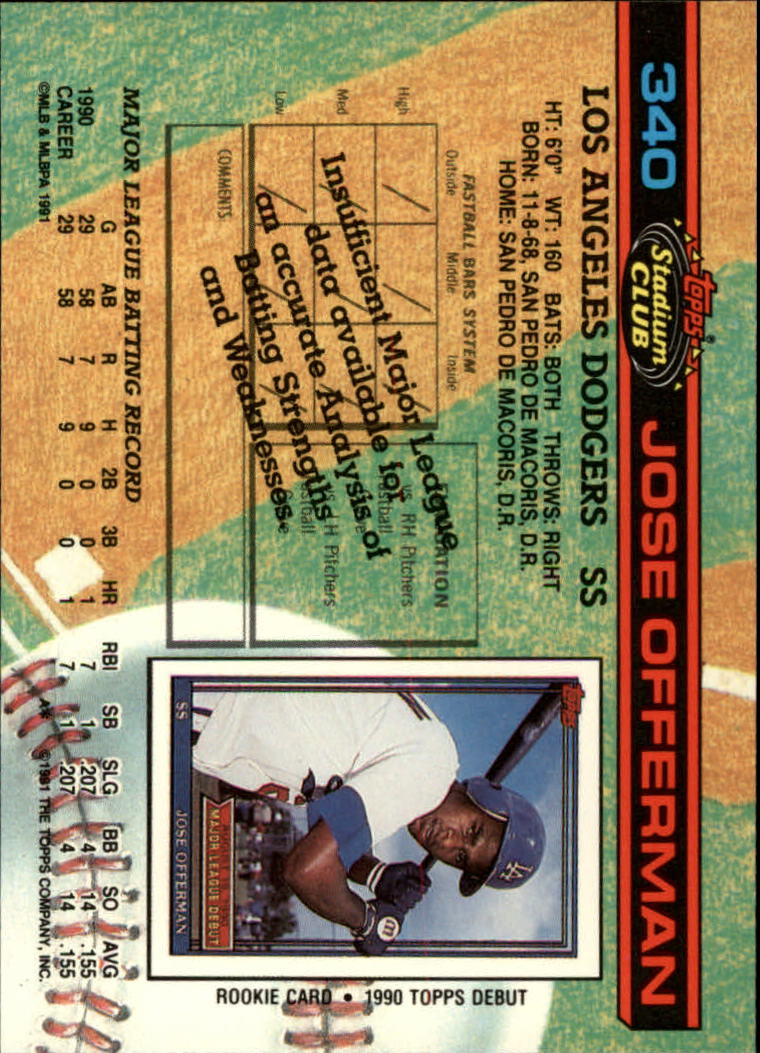 340 Topps Stadium CLUB JOSE OFFERMAN
LOS ANGELES DODGERS SS
HT: 6'0" WT: 160 BATS: BOTH THROWS: RIGHT
BORN: 11-8-68, SAN PEDRO DE MACORIS, D.R.
HOME: SAN PEDRO DE MACORIS, D.R.
FASTBALL BARS SYSTEM
Outside Middle Inside
High
Med
Low
vs. RH Pitchers
H Pitchers
COMMENTS:
Insufficient Major League
data available for
an accurate Analysis of
Batting Strengths
and Weaknesses.
topps
MAJOR LEAGUE DEBUT
SS JOSE OFFERMAN
ROOKIE CARD • 1990 TOPPS DEBUT
MAJOR LEAGUE BATTING RECORD
G AB R H 2B 3B HR RBI SB SLG BB SO AVG
1990 29 58 7 9 0 0 1 7 1 .207 4 14 .155
CAREER 29 58 7 9 0 0 1 7 1 .207 4 14 .155
©MLB & MLBPA 1991 A* ©1991 THE TOPPS COMPANY, INC.